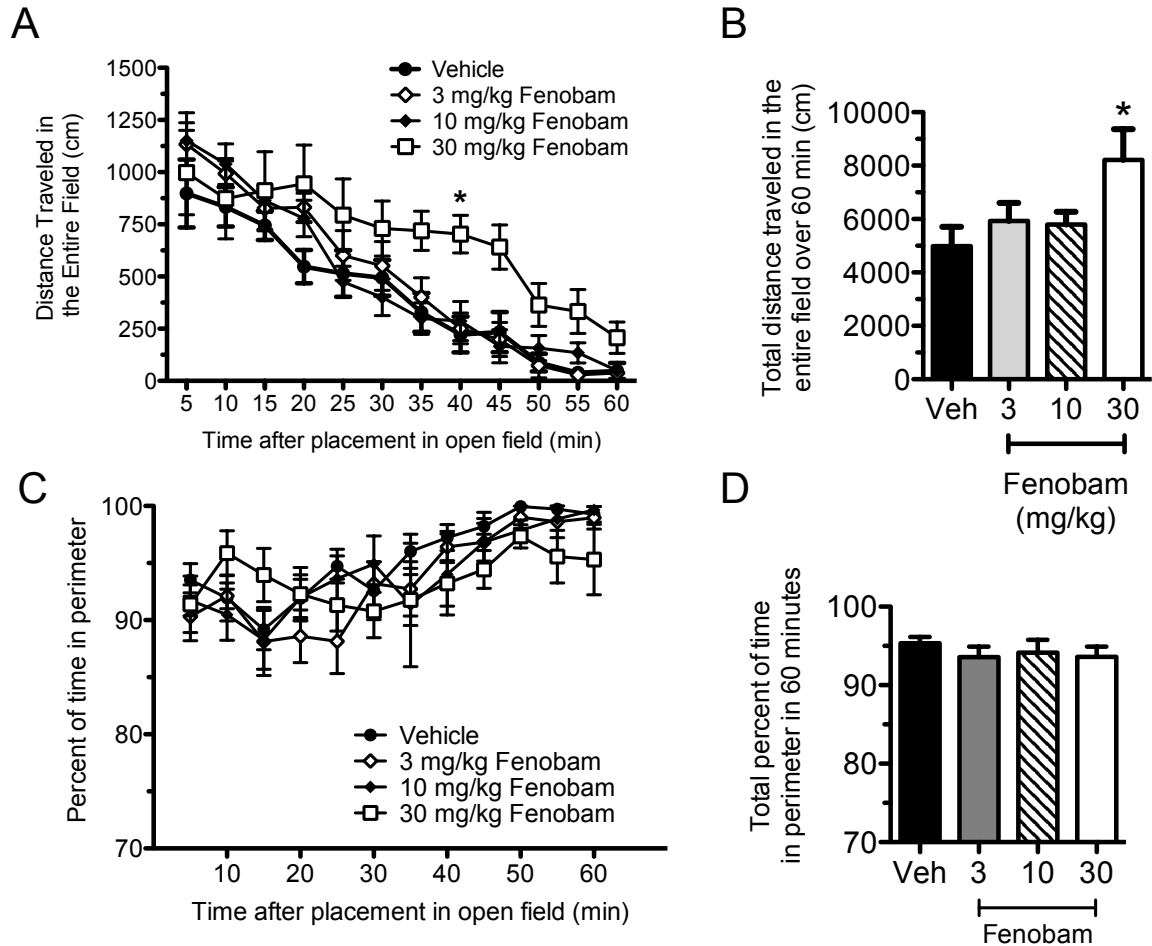 A
Distance Traveled in
the Entire Field (cm)
1500
1250
1000
750
500
250
0
Vehicle
3 mg/kg Fenobam
10 mg/kg Fenobam
30 mg/kg Fenobam
*
5 10 15 20 25 30 35 40 45 50 55 60
Time after placement in open field (min)
B
Total distance traveled in the
entire field over 60 min (cm)
10000
8000
6000
4000
2000
0
*
Veh 3 10 30
Fenobam
(mg/kg)
C
Percent of time in perimeter
100
90
80
70
Vehicle
3 mg/kg Fenobam
10 mg/kg Fenobam
30 mg/kg Fenobam
10 20 30 40 50 60
Time after placement in open field (min)
D
Total percent of time
in perimeter in 60 minutes
100
90
80
70
Veh 3 10 30
Fenobam